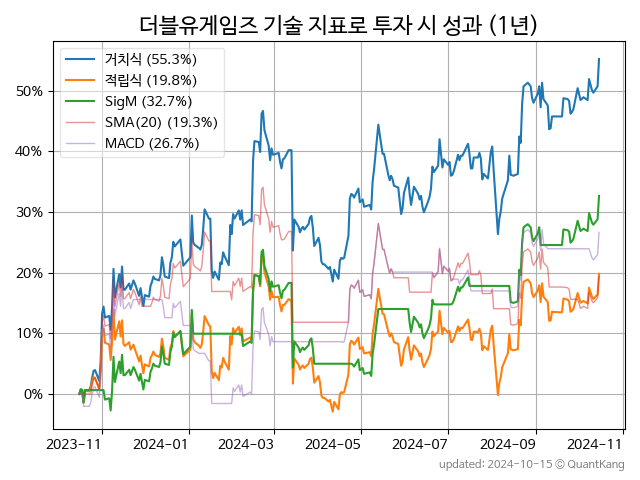 더블유게임즈 기술 지표로 투자 시 성과 (1년)
거치식 (55.3%)
적립식 (19.8%)
SigM (32.7%)
SMA(20) (19.3%)
MACD (26.7%)
50%
40%
30%
20%
10%
0%
2023-11 2024-01 2024-03 2024-05 2024-07 2024-09 2024-11
updated: 2024-10-15 © QuantKang